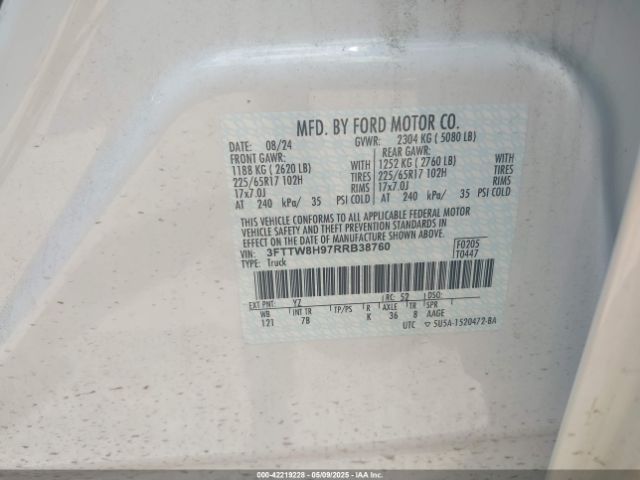 MFD. BY FORD MOTOR CO.
DATE: 08/24 GVWR: 2304 KG ( 5080 LB)
FRONT GAWR: REAR GAWR:
1188 KG ( 2620 LB) WITH 1252 KG ( 2760 LB) WITH
225/65R17 102H TIRES 225/65R17 102H TIRES
17x7.0J RIMS 17x7.0J RIMS
AT 240 kPa/ 35 PSI COLD AT 240 kPa/ 35 PSI COLD
THIS VEHICLE CONFORMS TO ALL APPLICABLE FEDERAL MOTOR
VEHICLE SAFETY AND THEFT PREVENTION STANDARDS IN
EFFECT ON THE DATE OF MANUFACTURE SHOWN ABOVE.
VIN: 3FTTW8H97RRB38760 F0205
TYPE: Truck T0447
EXT PNT: YZ RC: 52 DSO:
WB INT TR TP/PS R AXLE TR SPR
121 7B K 36 8 AAGE
UTC ▽5U5A-1520472-BA
000-42219228 - 05/09/2025 - IAAI.COM